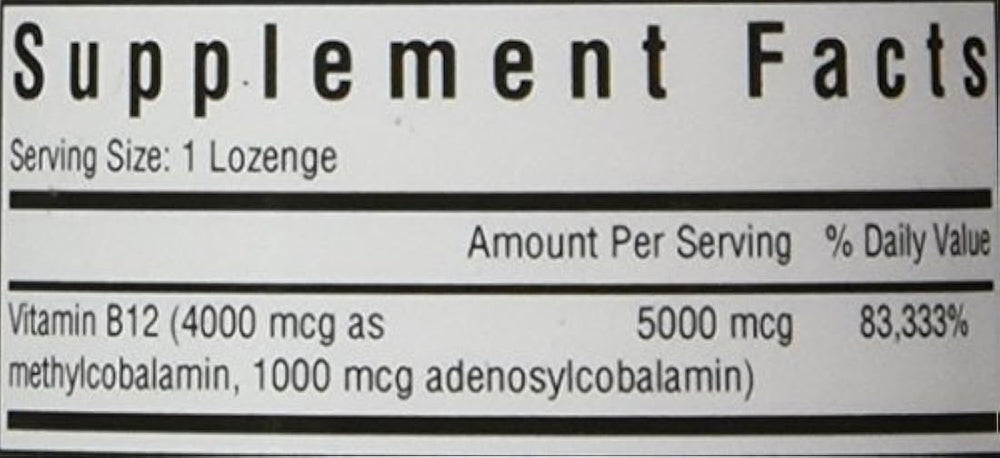 Supplement Facts
Serving Size: 1 Lozenge
Amount Per Serving % Daily Value
Vitamin B12 (4000 mcg as 5000 mcg 83,333%
methylcobalamin, 1000 mcg adenosylcobalamin)